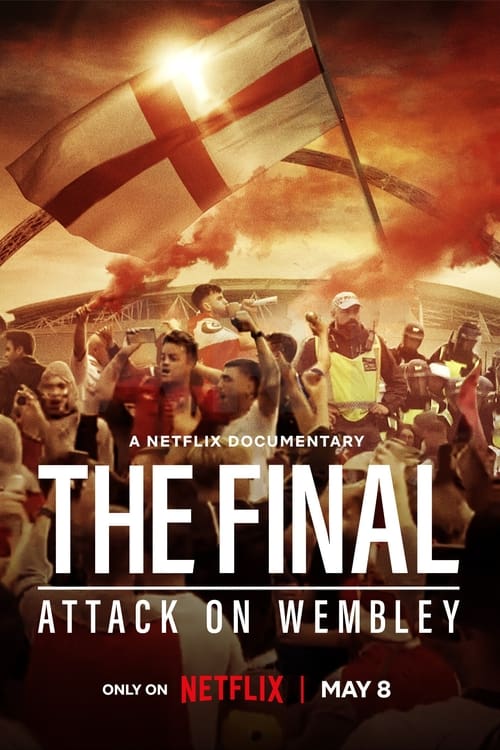 A NETFLIX DOCUMENTARY
THE FINAL
ATTACK ON WEMBLEY
ONLY ON NETFLIX | MAY 8